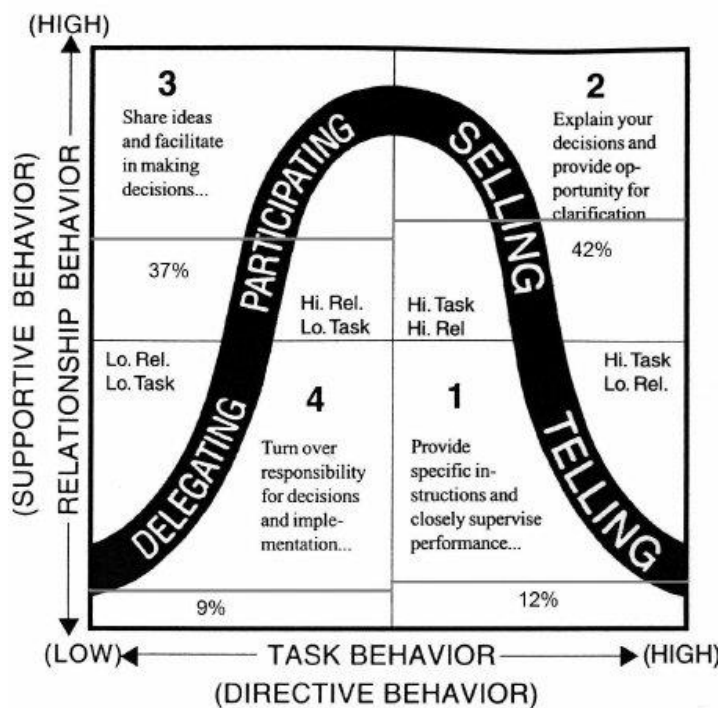 (HIGH)
3
Share ideas
and facilitate
in making
decisions...
37%
Hi. Rel.
Lo. Task
PARTICIPATING
2
Explain your
decisions and
provide op-
portunity for
clarification
42%
Hi. Task
Hi. Rel
SELLING
Lo. Rel.
Lo. Task
4
Turn over
responsibility
for decisions
and imple-
mentation...
9%
DELEGATING
Hi. Task
Lo. Rel.
1
Provide
specific in-
structions and
closely supervise
performance...
12%
TELLING
(SUPPORTIVE BEHAVIOR)
RELATIONSHIP BEHAVIOR
(LOW)
TASK BEHAVIOR
(HIGH)
(DIRECTIVE BEHAVIOR)